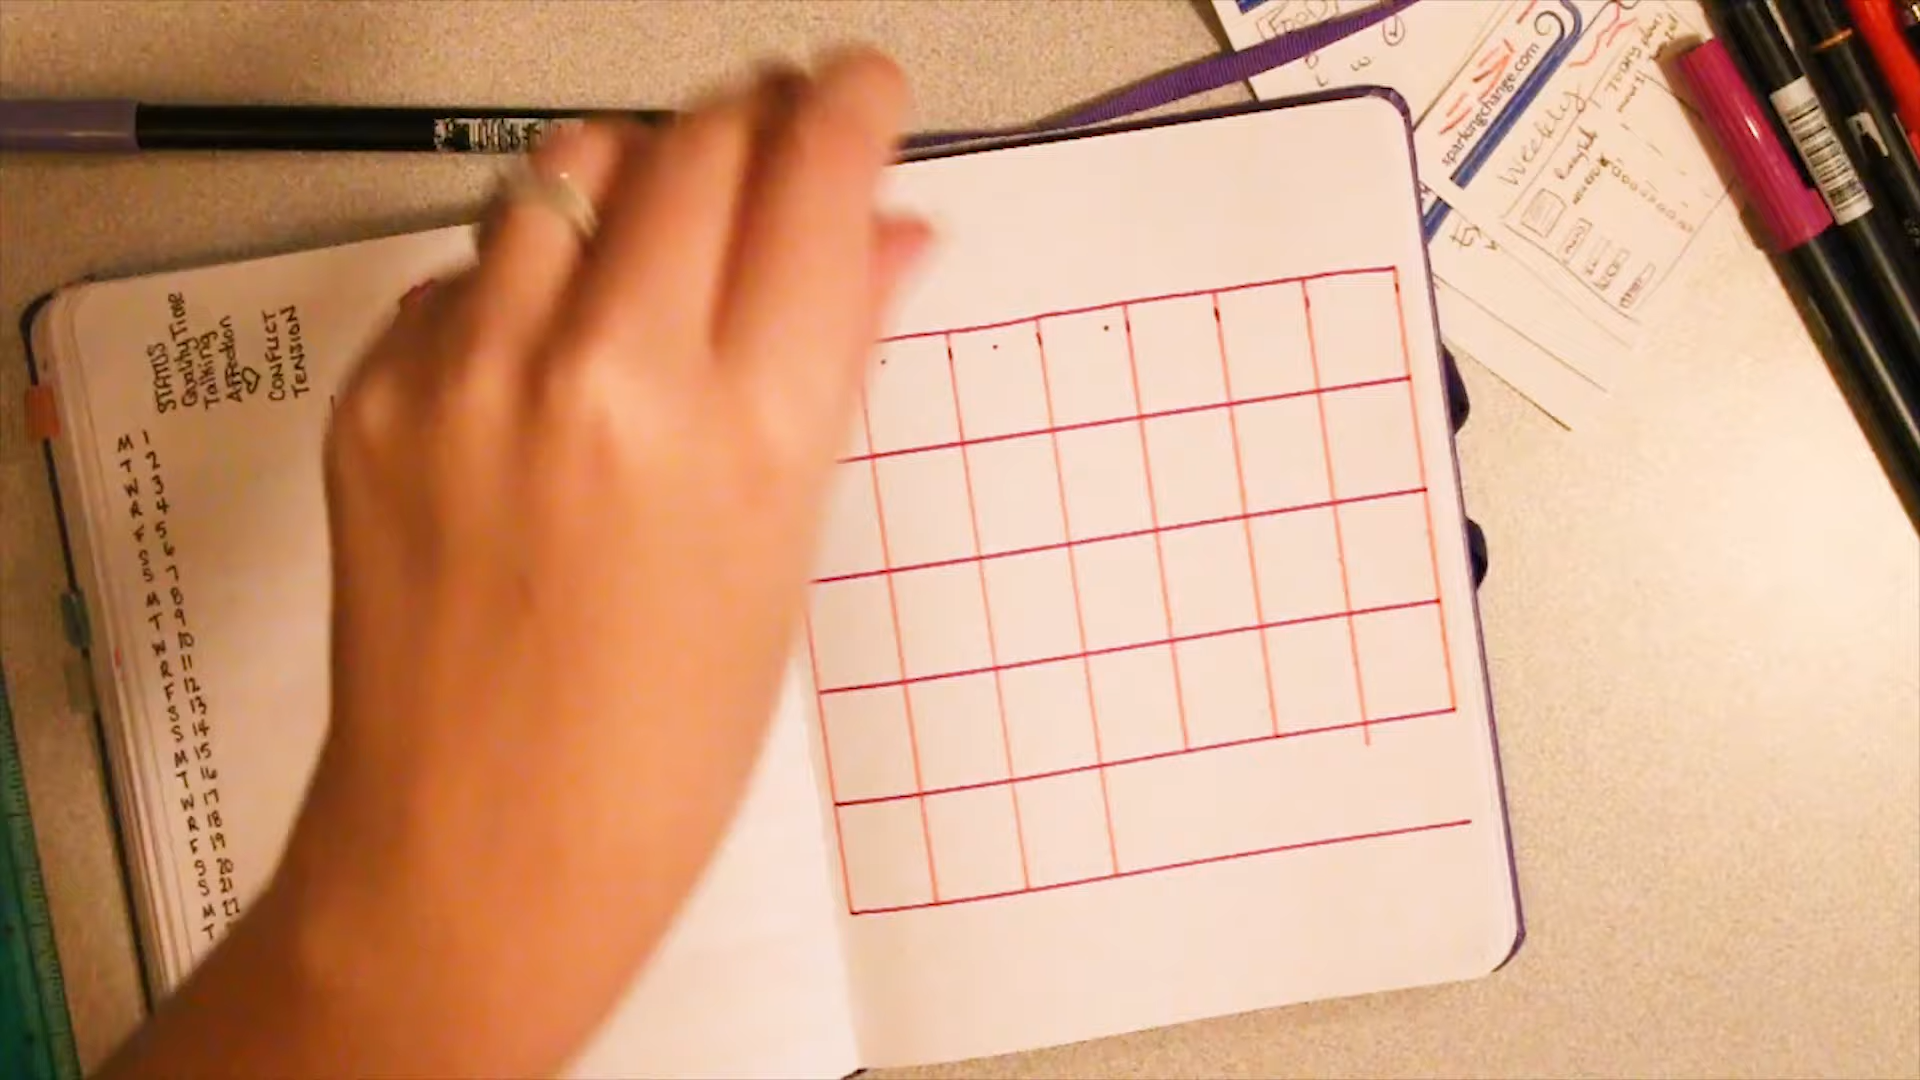 STATUS
Quality Time
Talking
Affection
♡
CONFLICT
TENSION
M 1
T 2
W 3
R 4
F 5
S 6
S 7
M 8
T 9
W 10
R 11
F 12
S 13
S 14
M 15
T 16
W 17
R 18
F 19
S 20
S 21
M 22
T
sparkingchange.com
Weekly